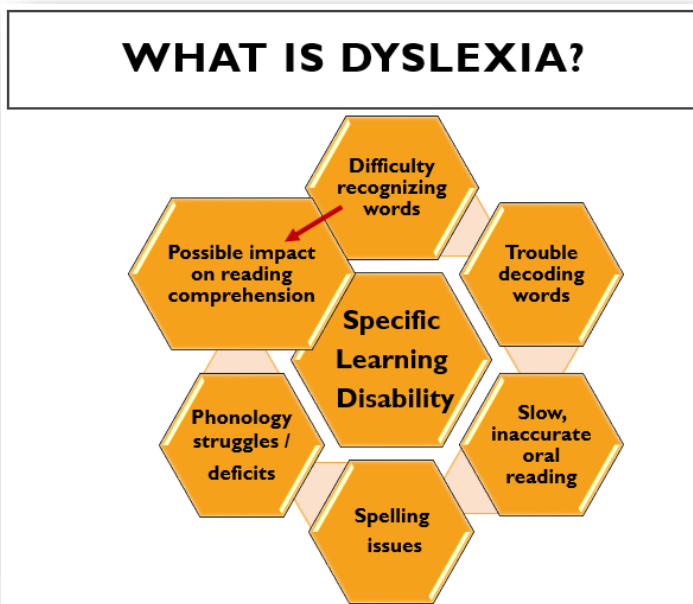 WHAT IS DYSLEXIA?
Difficulty
recognizing
words
Trouble
decoding
words
Slow,
inaccurate
oral
reading
Spelling
issues
Phonology
struggles /
deficits
Possible impact
on reading
comprehension
Specific
Learning
Disability